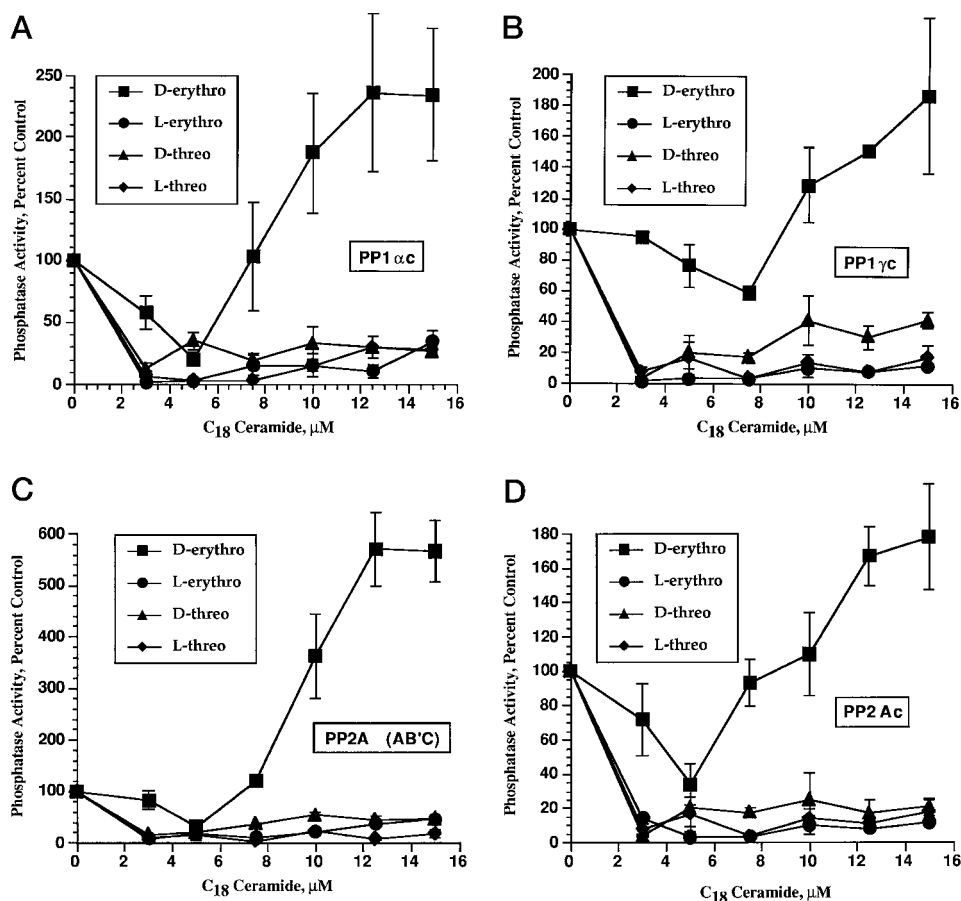 A
Phosphatase Activity, Percent Control
250
200
150
100
50
0
D-erythro
L-erythro
D-threo
L-threo
PP1 αc
0 2 4 6 8 10 12 14 16
C18 Ceramide, μM
B
Phosphatase Activity, Percent Control
200
180
160
140
120
100
80
60
40
20
0
D-erythro
L-erythro
D-threo
L-threo
PP1 γc
0 2 4 6 8 10 12 14 16
C18 Ceramide, μM
C
Phosphatase Activity, Percent Control
600
500
400
300
200
100
0
D-erythro
L-erythro
D-threo
L-threo
PP2A (AB'C)
0 2 4 6 8 10 12 14 16
C18 Ceramide, μM
D
Phosphatase Activity, Percent Control
180
160
140
120
100
80
60
40
20
0
D-erythro
L-erythro
D-threo
L-threo
PP2 Ac
0 2 4 6 8 10 12 14 16
C18 Ceramide, μM